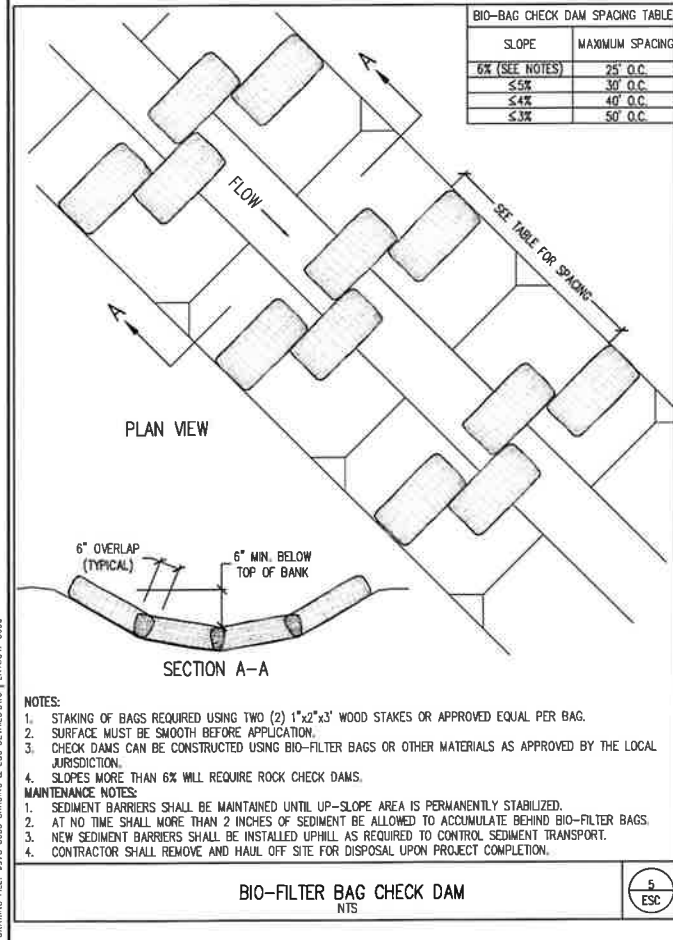 BIO-BAG CHECK DAM SPACING TABLE
SLOPE MAXIMUM SPACING
6% (SEE NOTES) 25' O.C.
≤5% 30' O.C.
≤4% 40' O.C.
≤3% 50' O.C.
A
FLOW
SEE TABLE FOR SPACING
A
PLAN VIEW
6" OVERLAP
(TYPICAL)
6" MIN. BELOW
TOP OF BANK
SECTION A-A
NOTES:
1. STAKING OF BAGS REQUIRED USING TWO (2) 1"x2"x3' WOOD STAKES OR APPROVED EQUAL PER BAG.
2. SURFACE MUST BE SMOOTH BEFORE APPLICATION.
3. CHECK DAMS CAN BE CONSTRUCTED USING BIO-FILTER BAGS OR OTHER MATERIALS AS APPROVED BY THE LOCAL
JURISDICTION.
4. SLOPES MORE THAN 6% WILL REQUIRE ROCK CHECK DAMS.
MAINTENANCE NOTES:
1. SEDIMENT BARRIERS SHALL BE MAINTAINED UNTIL UP-SLOPE AREA IS PERMANENTLY STABILIZED.
2. AT NO TIME SHALL MORE THAN 2 INCHES OF SEDIMENT BE ALLOWED TO ACCUMULATE BEHIND BIO-FILTER BAGS.
3. NEW SEDIMENT BARRIERS SHALL BE INSTALLED UPHILL AS REQUIRED TO CONTROL SEDIMENT TRANSPORT.
4. CONTRACTOR SHALL REMOVE AND HAUL OFF SITE FOR DISPOSAL UPON PROJECT COMPLETION.
BIO-FILTER BAG CHECK DAM
NTS
5
ESC